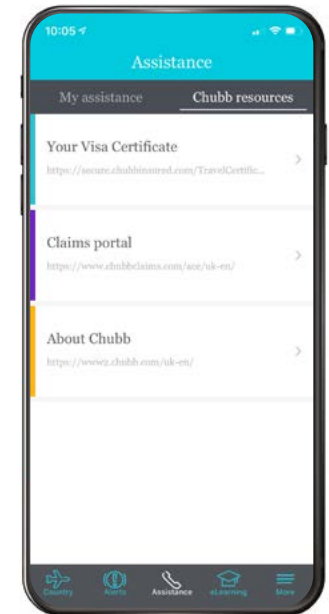 10:05
Assistance
My assistance
Chubb resources
Your Visa Certificate
https://secure.chubbinsured.com/TravelCertific...
Claims portal
https://www.chubbclaims.com/ace/uk-en/
About Chubb
https://www2.chubb.com/uk-en/
Country
Alerts
Assistance
eLearning
More